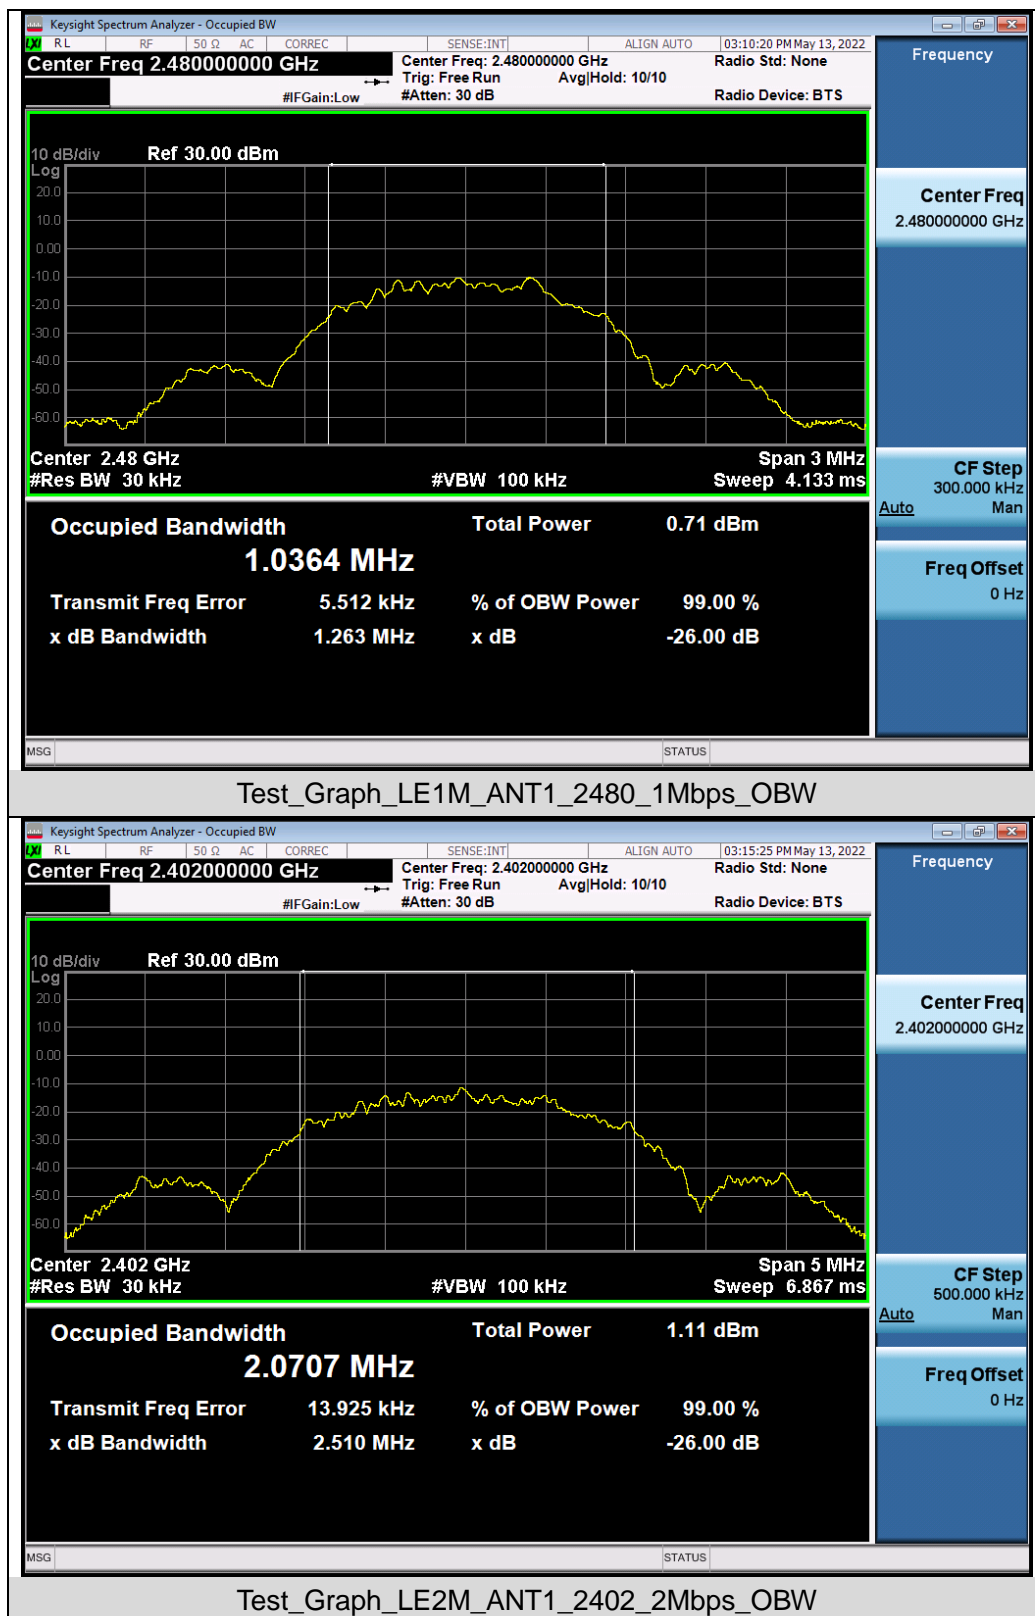 Keysight Spectrum Analyzer - Occupied BW
LXI RL RF 50 Ω AC CORREC SENSE:INT ALIGN AUTO 03:10:20 PM May 13, 2022
Center Freq 2.480000000 GHz
Center Freq: 2.480000000 GHz
Radio Std: None
Trig: Free Run Avg|Hold: 10/10
#IFGain:Low
#Atten: 30 dB
Radio Device: BTS
Frequency
10 dB/div Ref 30.00 dBm
Log
20.0
10.0
0.00
-10.0
-20.0
-30.0
-40.0
-50.0
-60.0
Center 2.48 GHz Span 3 MHz
#Res BW 30 kHz #VBW 100 kHz Sweep 4.133 ms
Center Freq
2.480000000 GHz
CF Step
300.000 kHz
Auto Man
Freq Offset
0 Hz
Occupied Bandwidth Total Power 0.71 dBm
1.0364 MHz
Transmit Freq Error 5.512 kHz % of OBW Power 99.00 %
x dB Bandwidth 1.263 MHz x dB -26.00 dB
MSG STATUS
Test_Graph_LE1M_ANT1_2480_1Mbps_OBW
Keysight Spectrum Analyzer - Occupied BW
LXI RL RF 50 Ω AC CORREC SENSE:INT ALIGN AUTO 03:15:25 PM May 13, 2022
Center Freq 2.402000000 GHz
Center Freq: 2.402000000 GHz
Radio Std: None
Trig: Free Run Avg|Hold: 10/10
#IFGain:Low
#Atten: 30 dB
Radio Device: BTS
Frequency
10 dB/div Ref 30.00 dBm
Log
20.0
10.0
0.00
-10.0
-20.0
-30.0
-40.0
-50.0
-60.0
Center 2.402 GHz Span 5 MHz
#Res BW 30 kHz #VBW 100 kHz Sweep 6.867 ms
Center Freq
2.402000000 GHz
CF Step
500.000 kHz
Auto Man
Freq Offset
0 Hz
Occupied Bandwidth Total Power 1.11 dBm
2.0707 MHz
Transmit Freq Error 13.925 kHz % of OBW Power 99.00 %
x dB Bandwidth 2.510 MHz x dB -26.00 dB
MSG STATUS
Test_Graph_LE2M_ANT1_2402_2Mbps_OBW